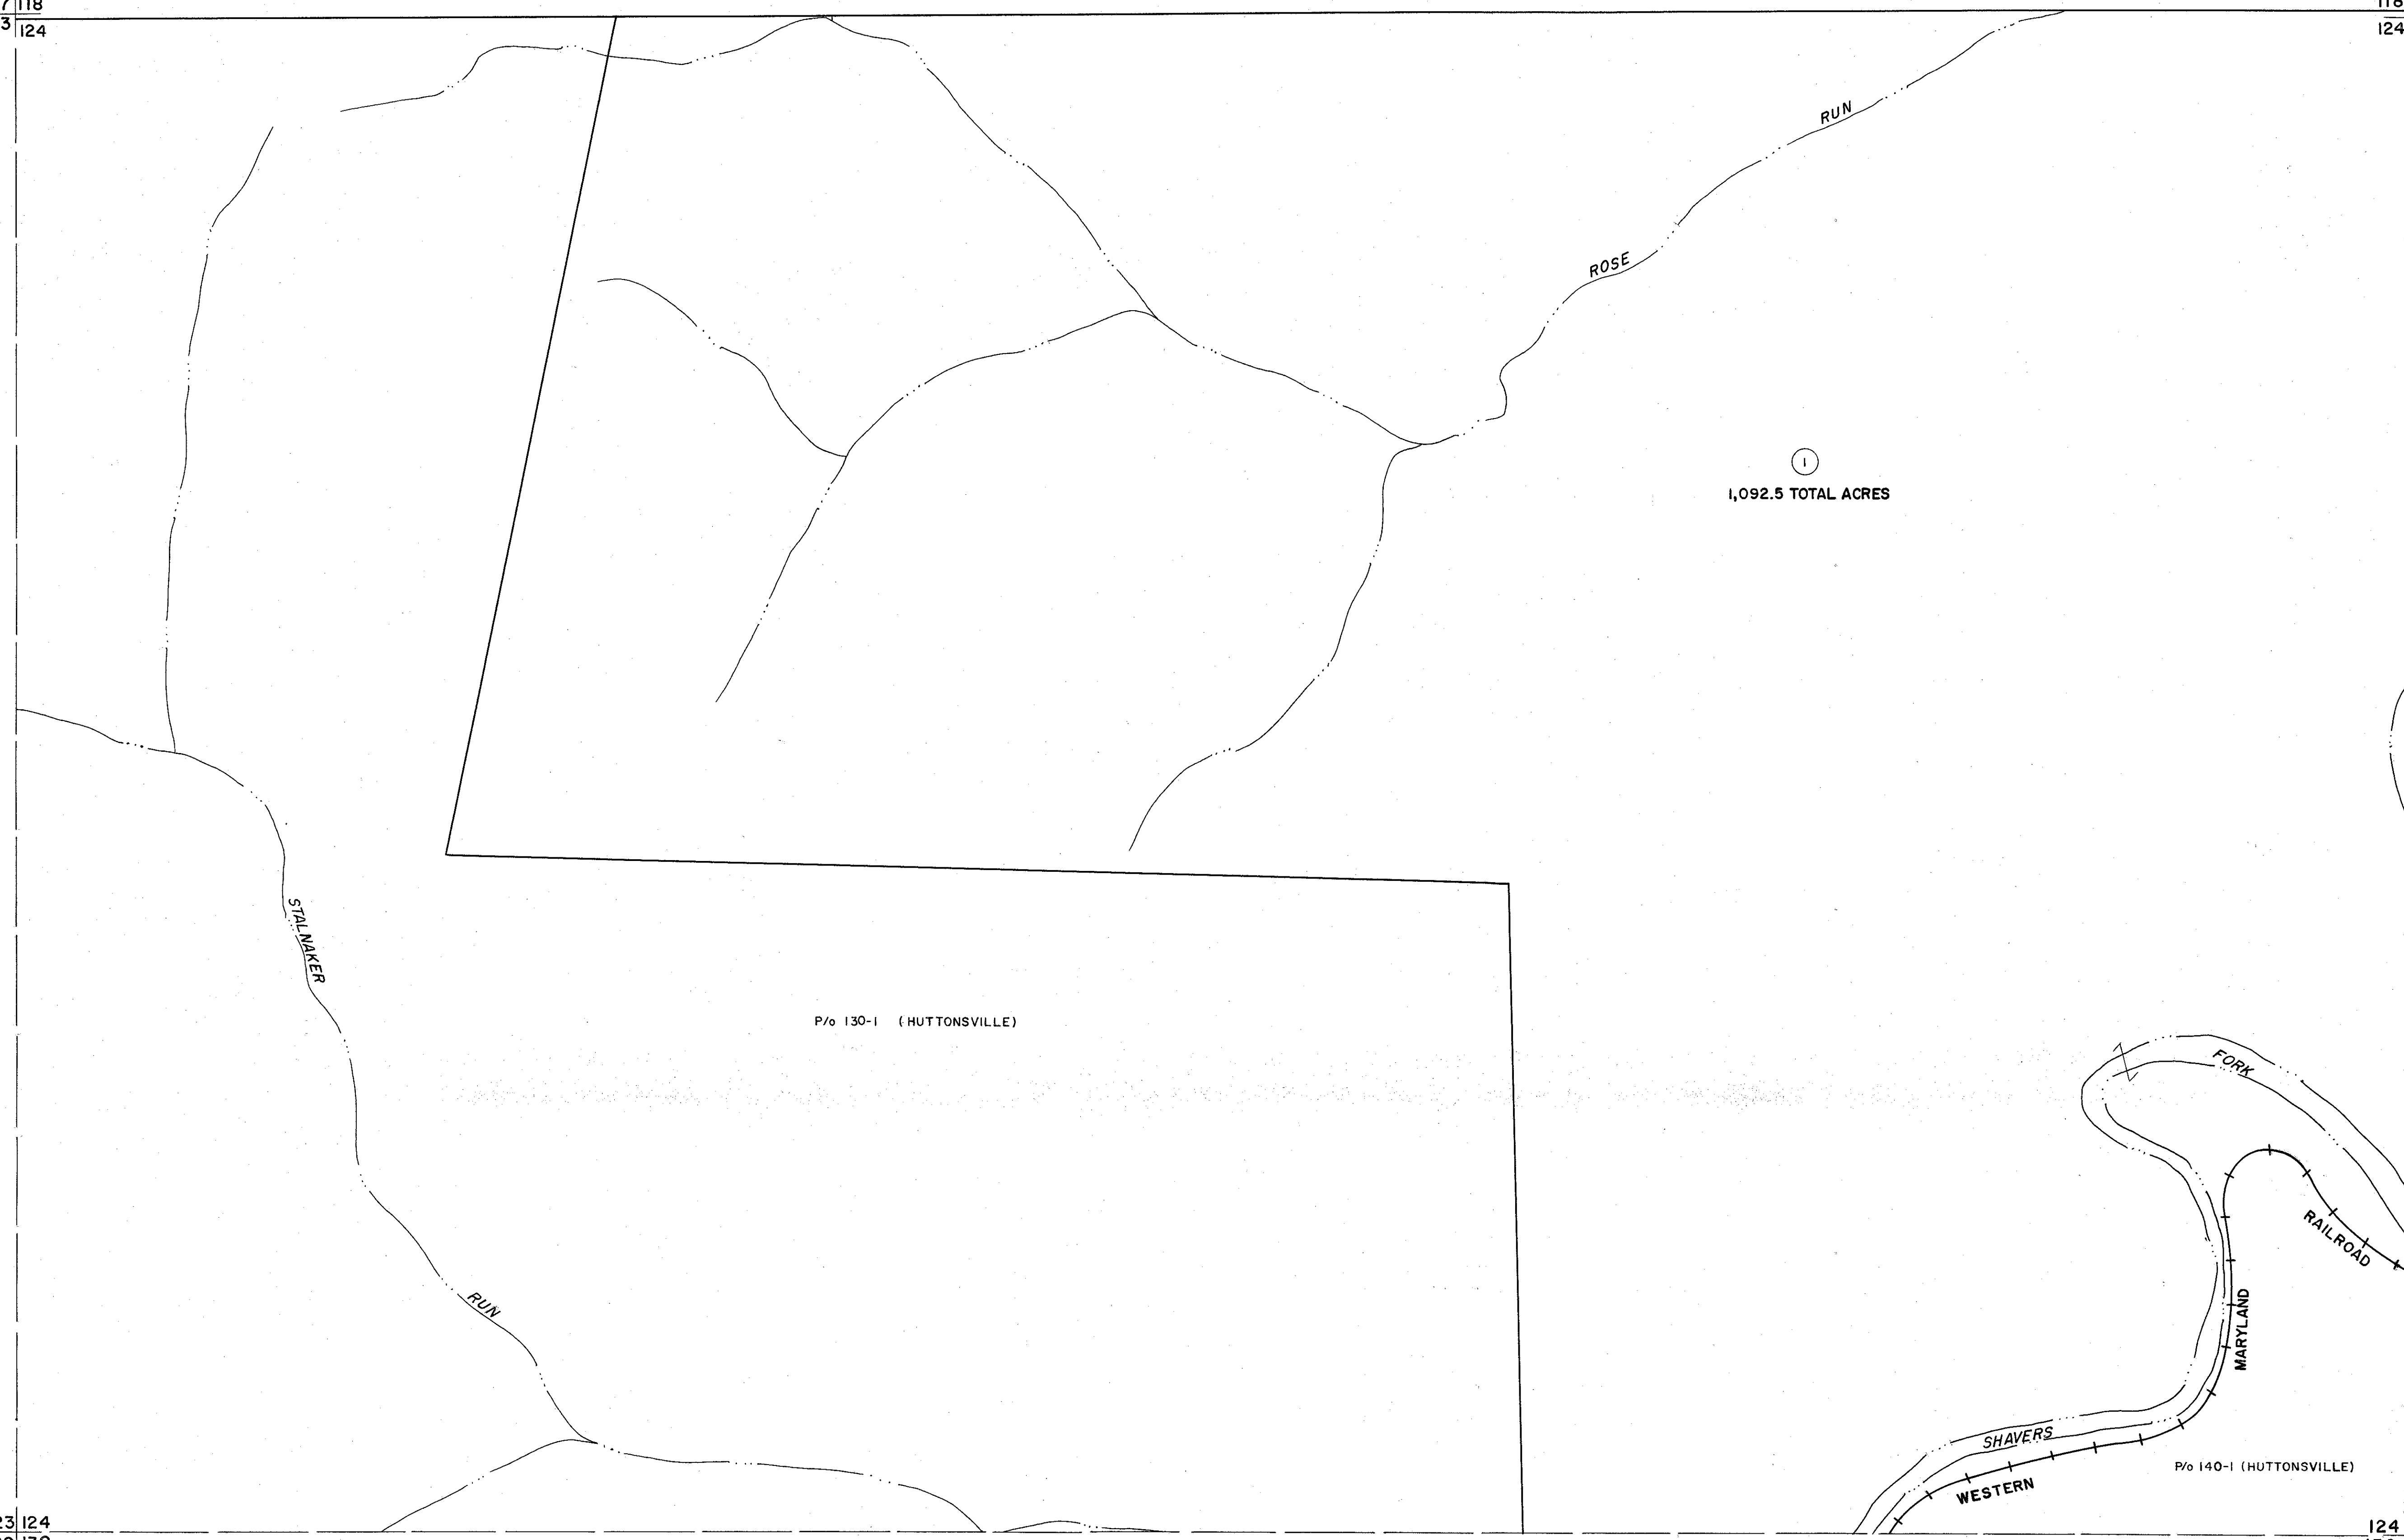 118
124
124
RUN
ROSE
1
1,092.5 TOTAL ACRES
STALNAKER
RUN
P/o 130-1 (HUTTONSVILLE)
FORK
RAILROAD
MARYLAND
SHAVERS
WESTERN
P/o 140-1 (HUTTONSVILLE)
124
124